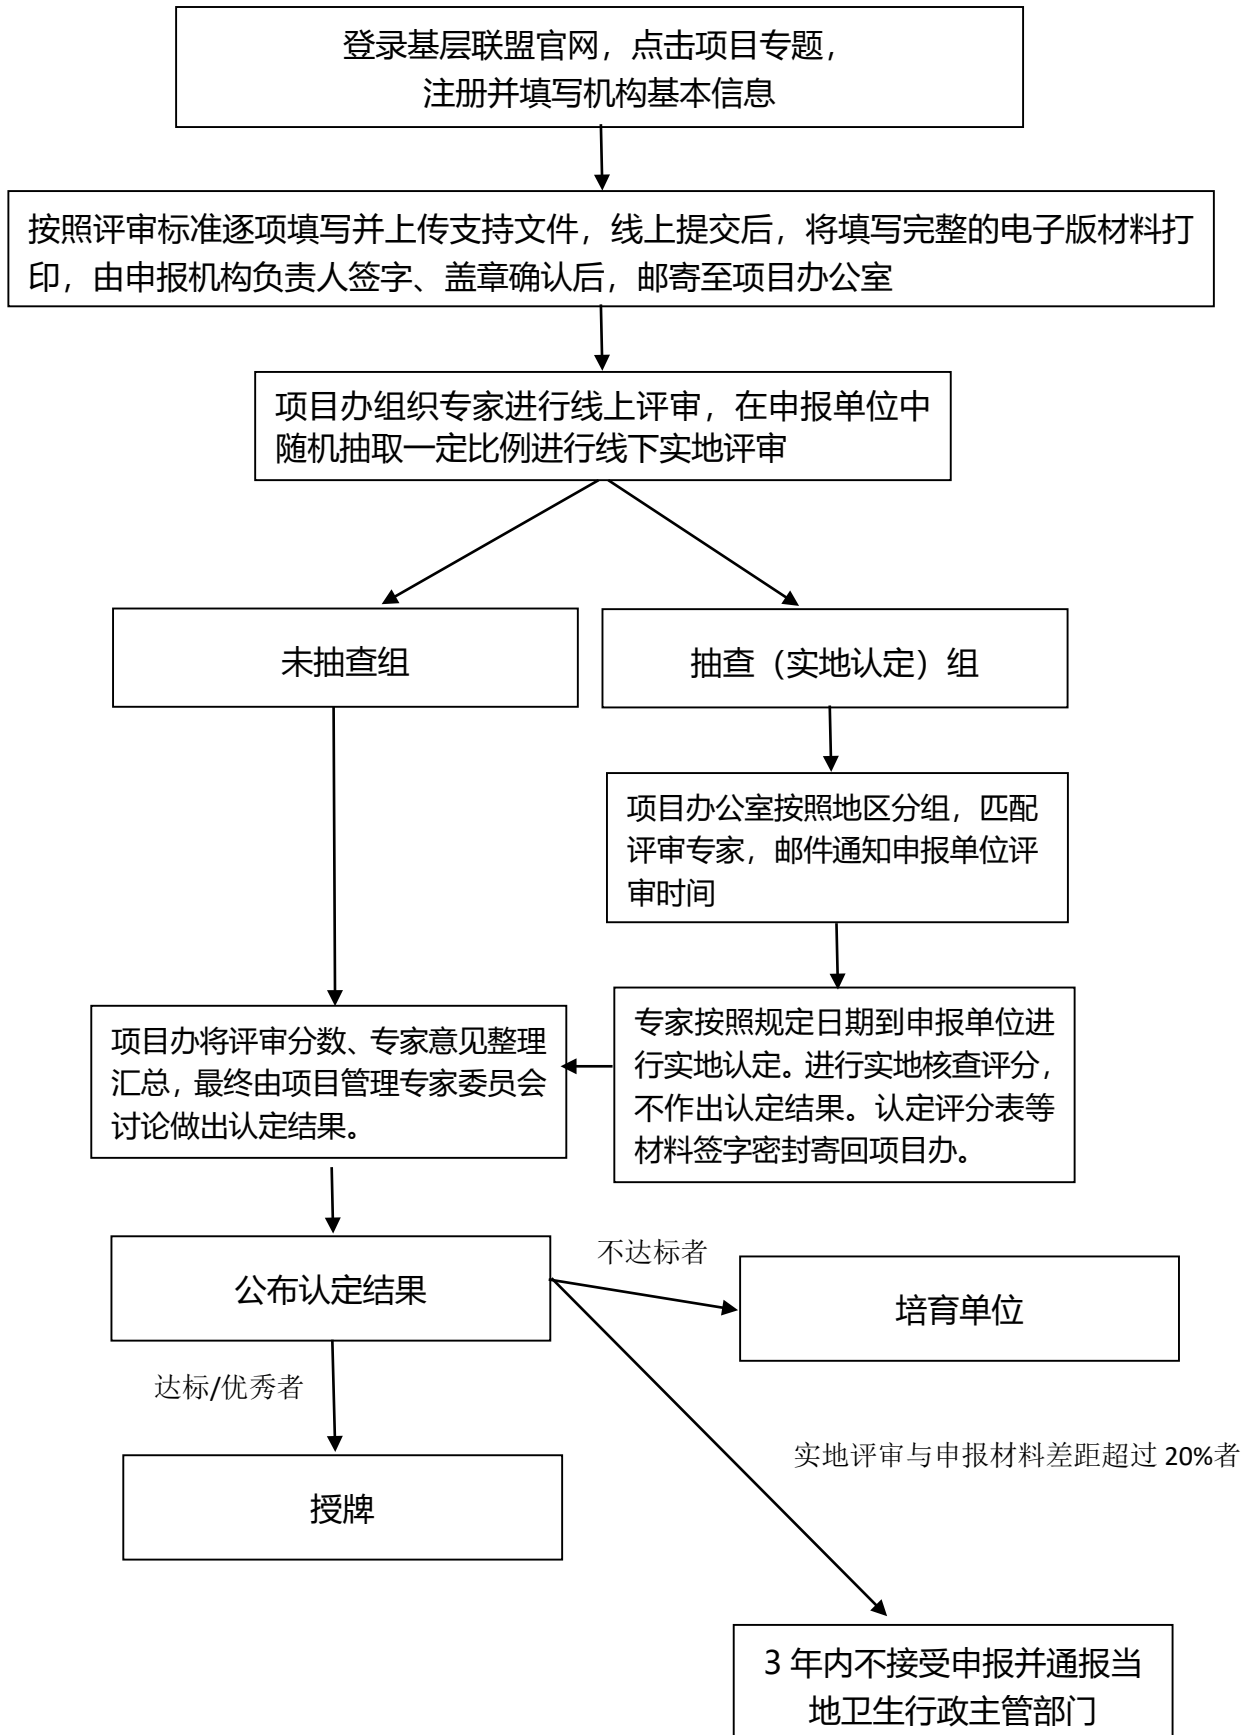 登录基层联盟官网，点击项目专题，
注册并填写机构基本信息
按照评审标准逐项填写并上传支持文件，线上提交后，将填写完整的电子版材料打
印，由申报机构负责人签字、盖章确认后，邮寄至项目办公室
项目办组织专家进行线上评审，在申报单位中
随机抽取一定比例进行线下实地评审
未抽查组
抽查（实地认定）组
项目办公室按照地区分组，匹配
评审专家，邮件通知申报单位评
审时间
项目办将评审分数、专家意见整理
汇总，最终由项目管理专家委员会
讨论做出认定结果。
专家按照规定日期到申报单位进
行实地认定。进行实地核查评分，
不作出认定结果。认定评分表等
材料签字密封寄回项目办。
公布认定结果
不达标者
培育单位
达标/优秀者
授牌
实地评审与申报材料差距超过 20%者
3 年内不接受申报并通报当
地卫生行政主管部门